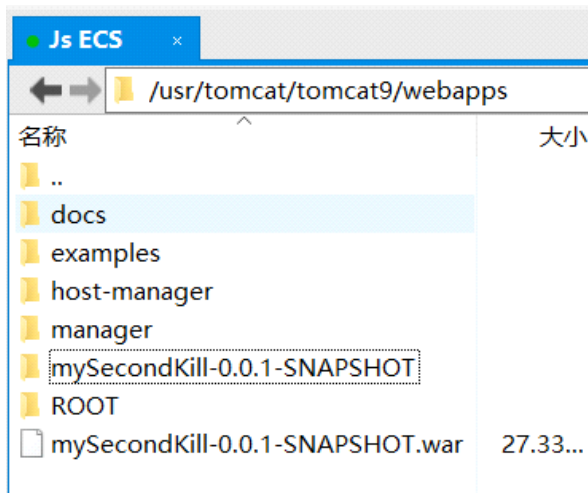 Js ECS ×
/usr/tomcat/tomcat9/webapps
名称 大小
..
docs
examples
host-manager
manager
mySecondKill-0.0.1-SNAPSHOT
ROOT
mySecondKill-0.0.1-SNAPSHOT.war 27.33...